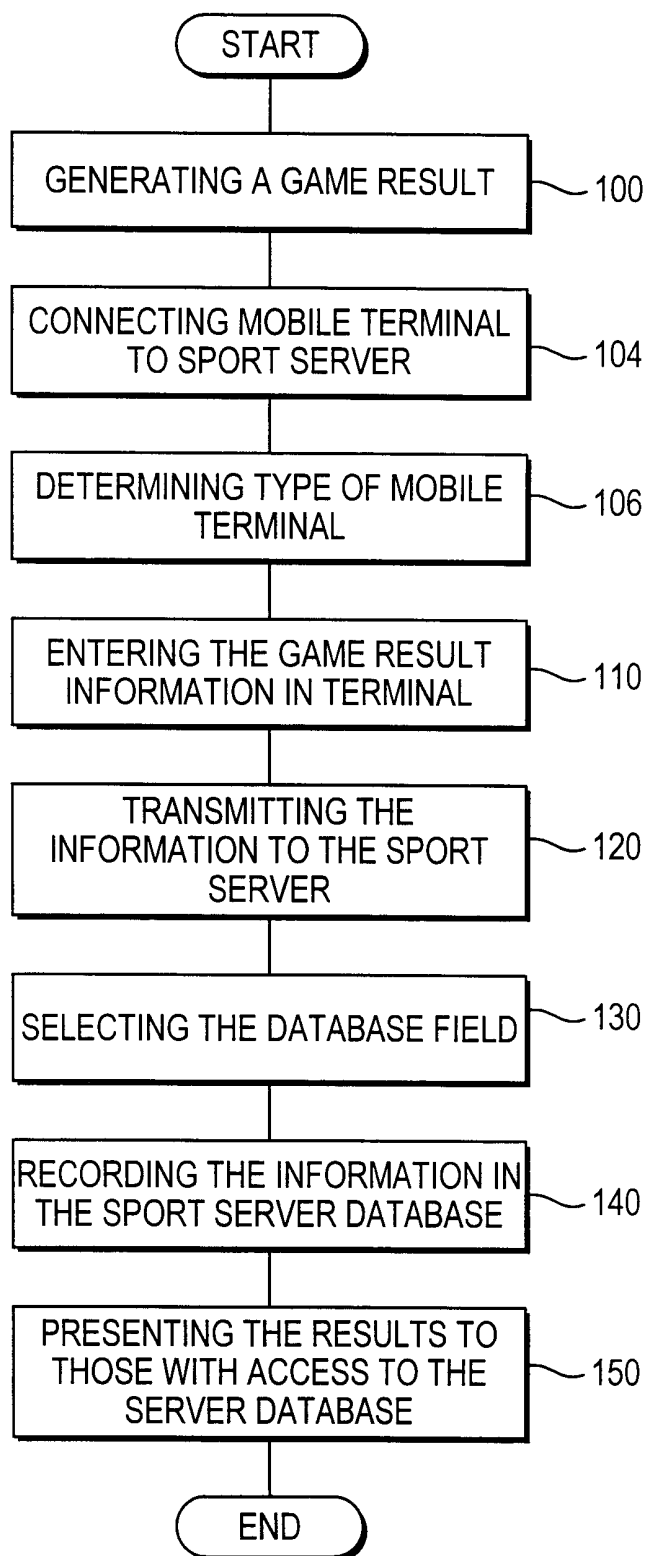 START
GENERATING A GAME RESULT
100
CONNECTING MOBILE TERMINAL
TO SPORT SERVER
104
DETERMINING TYPE OF MOBILE
TERMINAL
106
ENTERING THE GAME RESULT
INFORMATION IN TERMINAL
110
TRANSMITTING THE
INFORMATION TO THE SPORT
SERVER
120
SELECTING THE DATABASE FIELD
130
RECORDING THE INFORMATION IN
THE SPORT SERVER DATABASE
140
PRESENTING THE RESULTS TO
THOSE WITH ACCESS TO THE
SERVER DATABASE
150
END